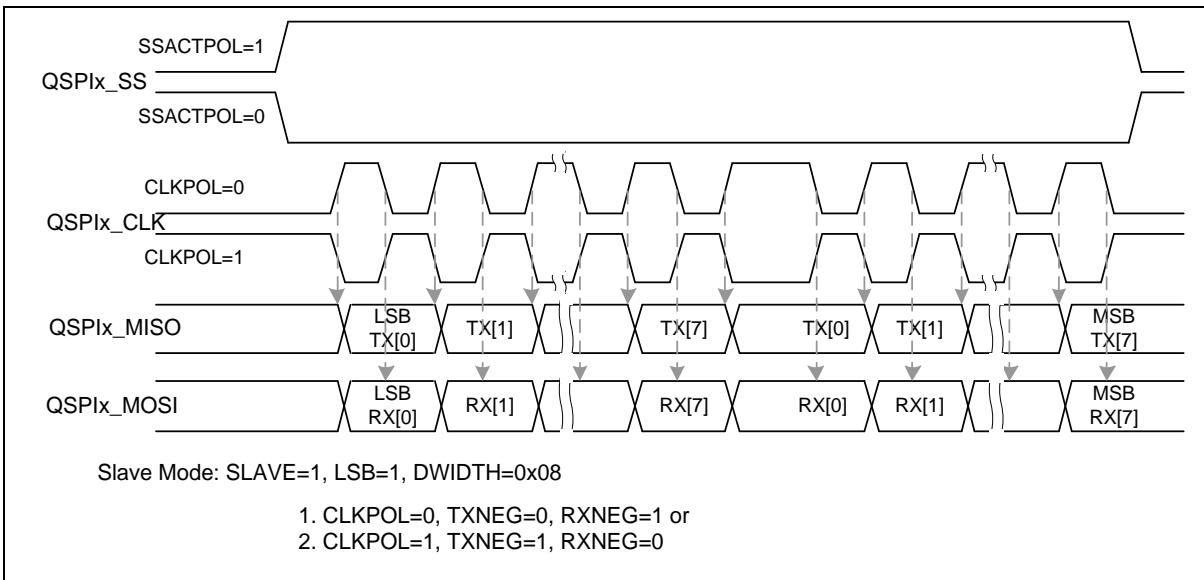 SSACTPOL=1
QSPIx_SS
SSACTPOL=0
CLKPOL=0
QSPIx_CLK
CLKPOL=1
QSPIx_MISO
LSB
TX[0]
TX[1]
TX[7]
TX[0]
TX[1]
MSB
TX[7]
QSPIx_MOSI
LSB
RX[0]
RX[1]
RX[7]
RX[0]
RX[1]
MSB
RX[7]
Slave Mode: SLAVE=1, LSB=1, DWIDTH=0x08
1. CLKPOL=0, TXNEG=0, RXNEG=1 or
2. CLKPOL=1, TXNEG=1, RXNEG=0